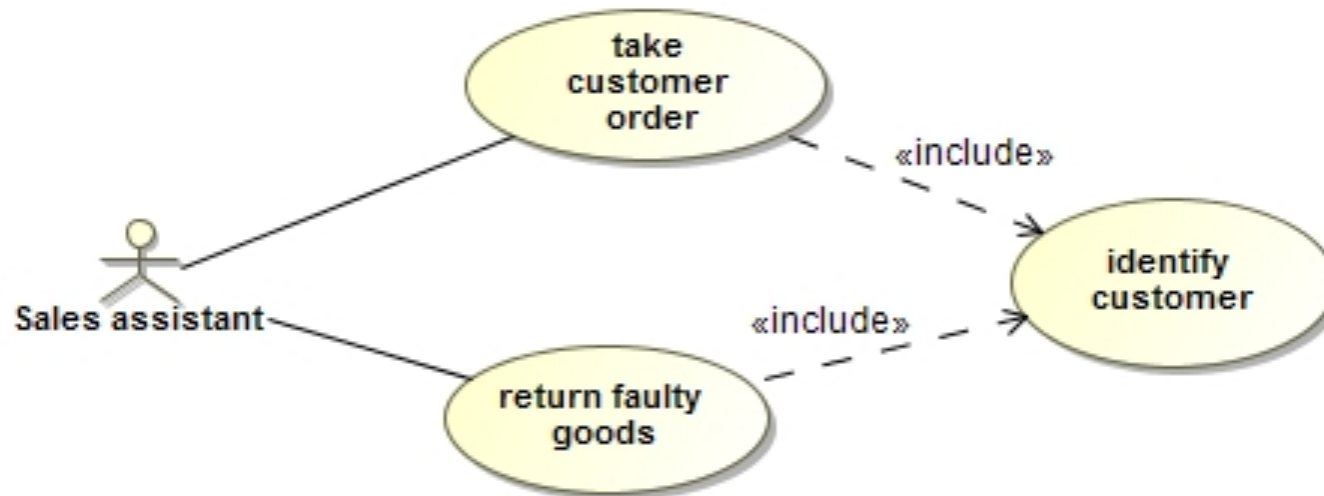 take
customer
order
«include»
identify
customer
Sales assistant
«include»
return faulty
goods